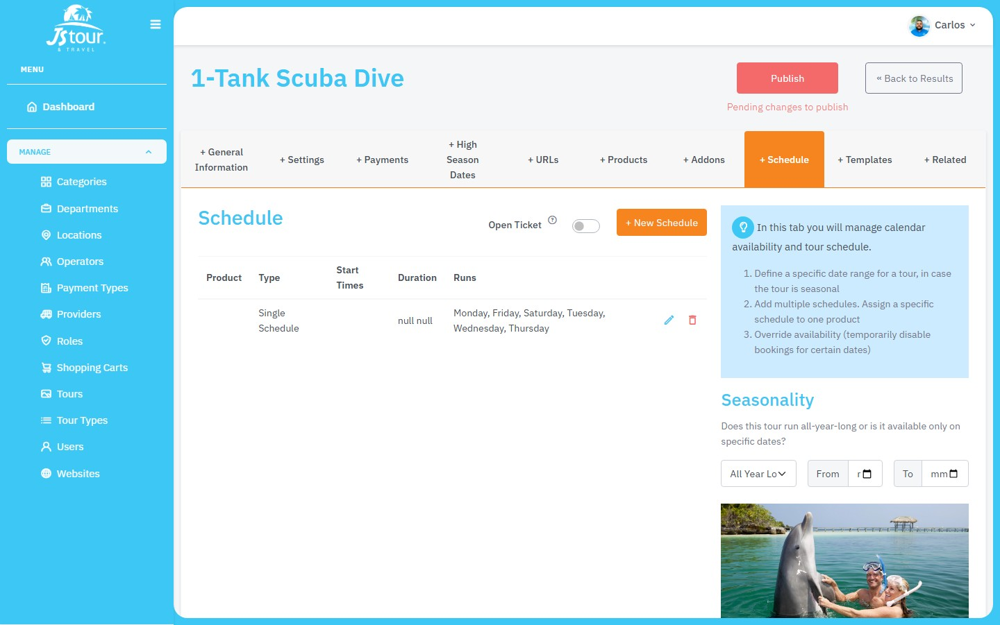 JStour.
& TRAVEL
MENU
Dashboard
MANAGE
Categories
Departments
Locations
Operators
Payment Types
Providers
Roles
Shopping Carts
Tours
Tour Types
Users
Websites
Carlos
1-Tank Scuba Dive
Publish
« Back to Results
Pending changes to publish
+ General
Information
+ Settings
+ Payments
+ High
Season
Dates
+ URLs
+ Products
+ Addons
+ Schedule
+ Templates
+ Related
Schedule
Open Ticket ?
+ New Schedule
Product Type Start Times Duration Runs
Single
Schedule
null null
Monday, Friday, Saturday, Tuesday,
Wednesday, Thursday
In this tab you will manage calendar
availability and tour schedule.
1. Define a specific date range for a tour, in case
the tour is seasonal
2. Add multiple schedules. Assign a specific
schedule to one product
3. Override availability (temporarily disable
bookings for certain dates)
Seasonality
Does this tour run all-year-long or is it available only on
specific dates?
All Year Lo
From
To mm